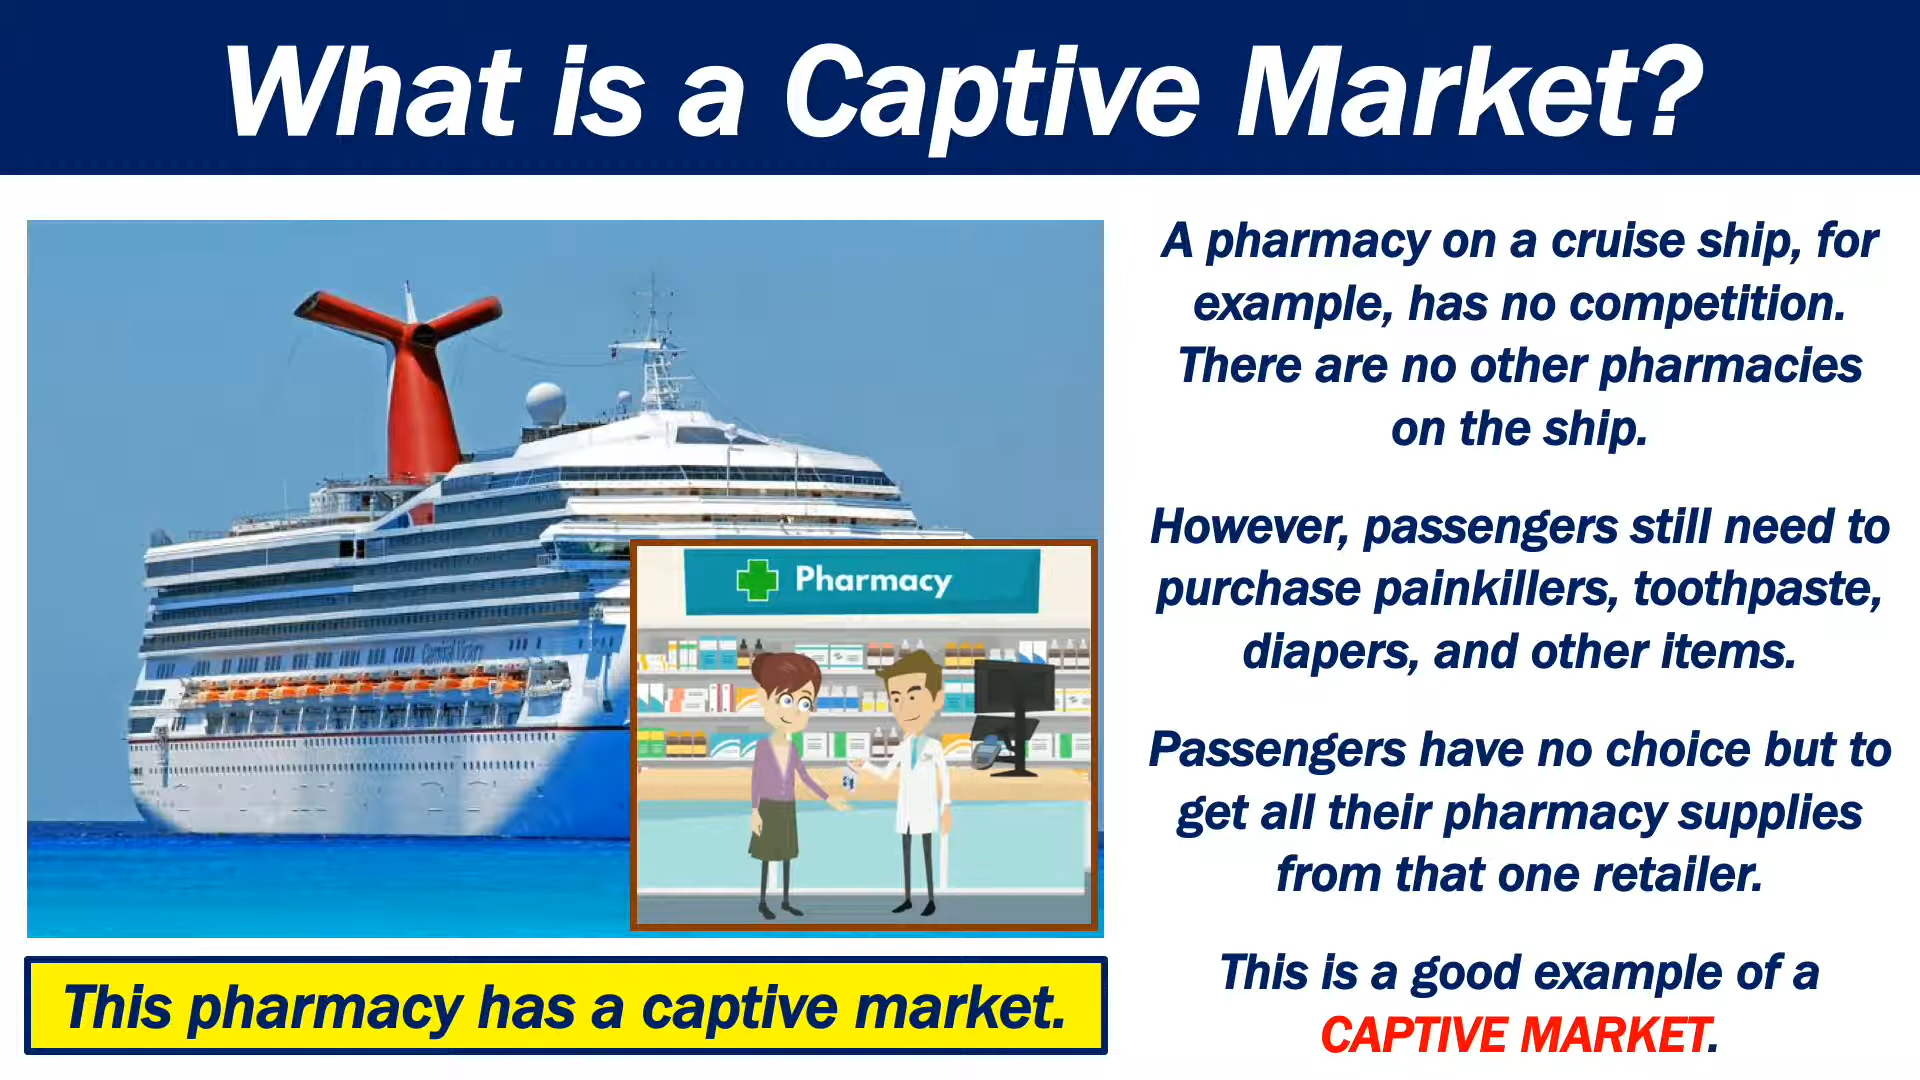 What is a Captive Market?
A pharmacy on a cruise ship, for
example, has no competition.
There are no other pharmacies
on the ship.
However, passengers still need to
purchase painkillers, toothpaste,
diapers, and other items.
Passengers have no choice but to
get all their pharmacy supplies
from that one retailer.
This is a good example of a
CAPTIVE MARKET.
Carnival Victory
Pharmacy
This pharmacy has a captive market.